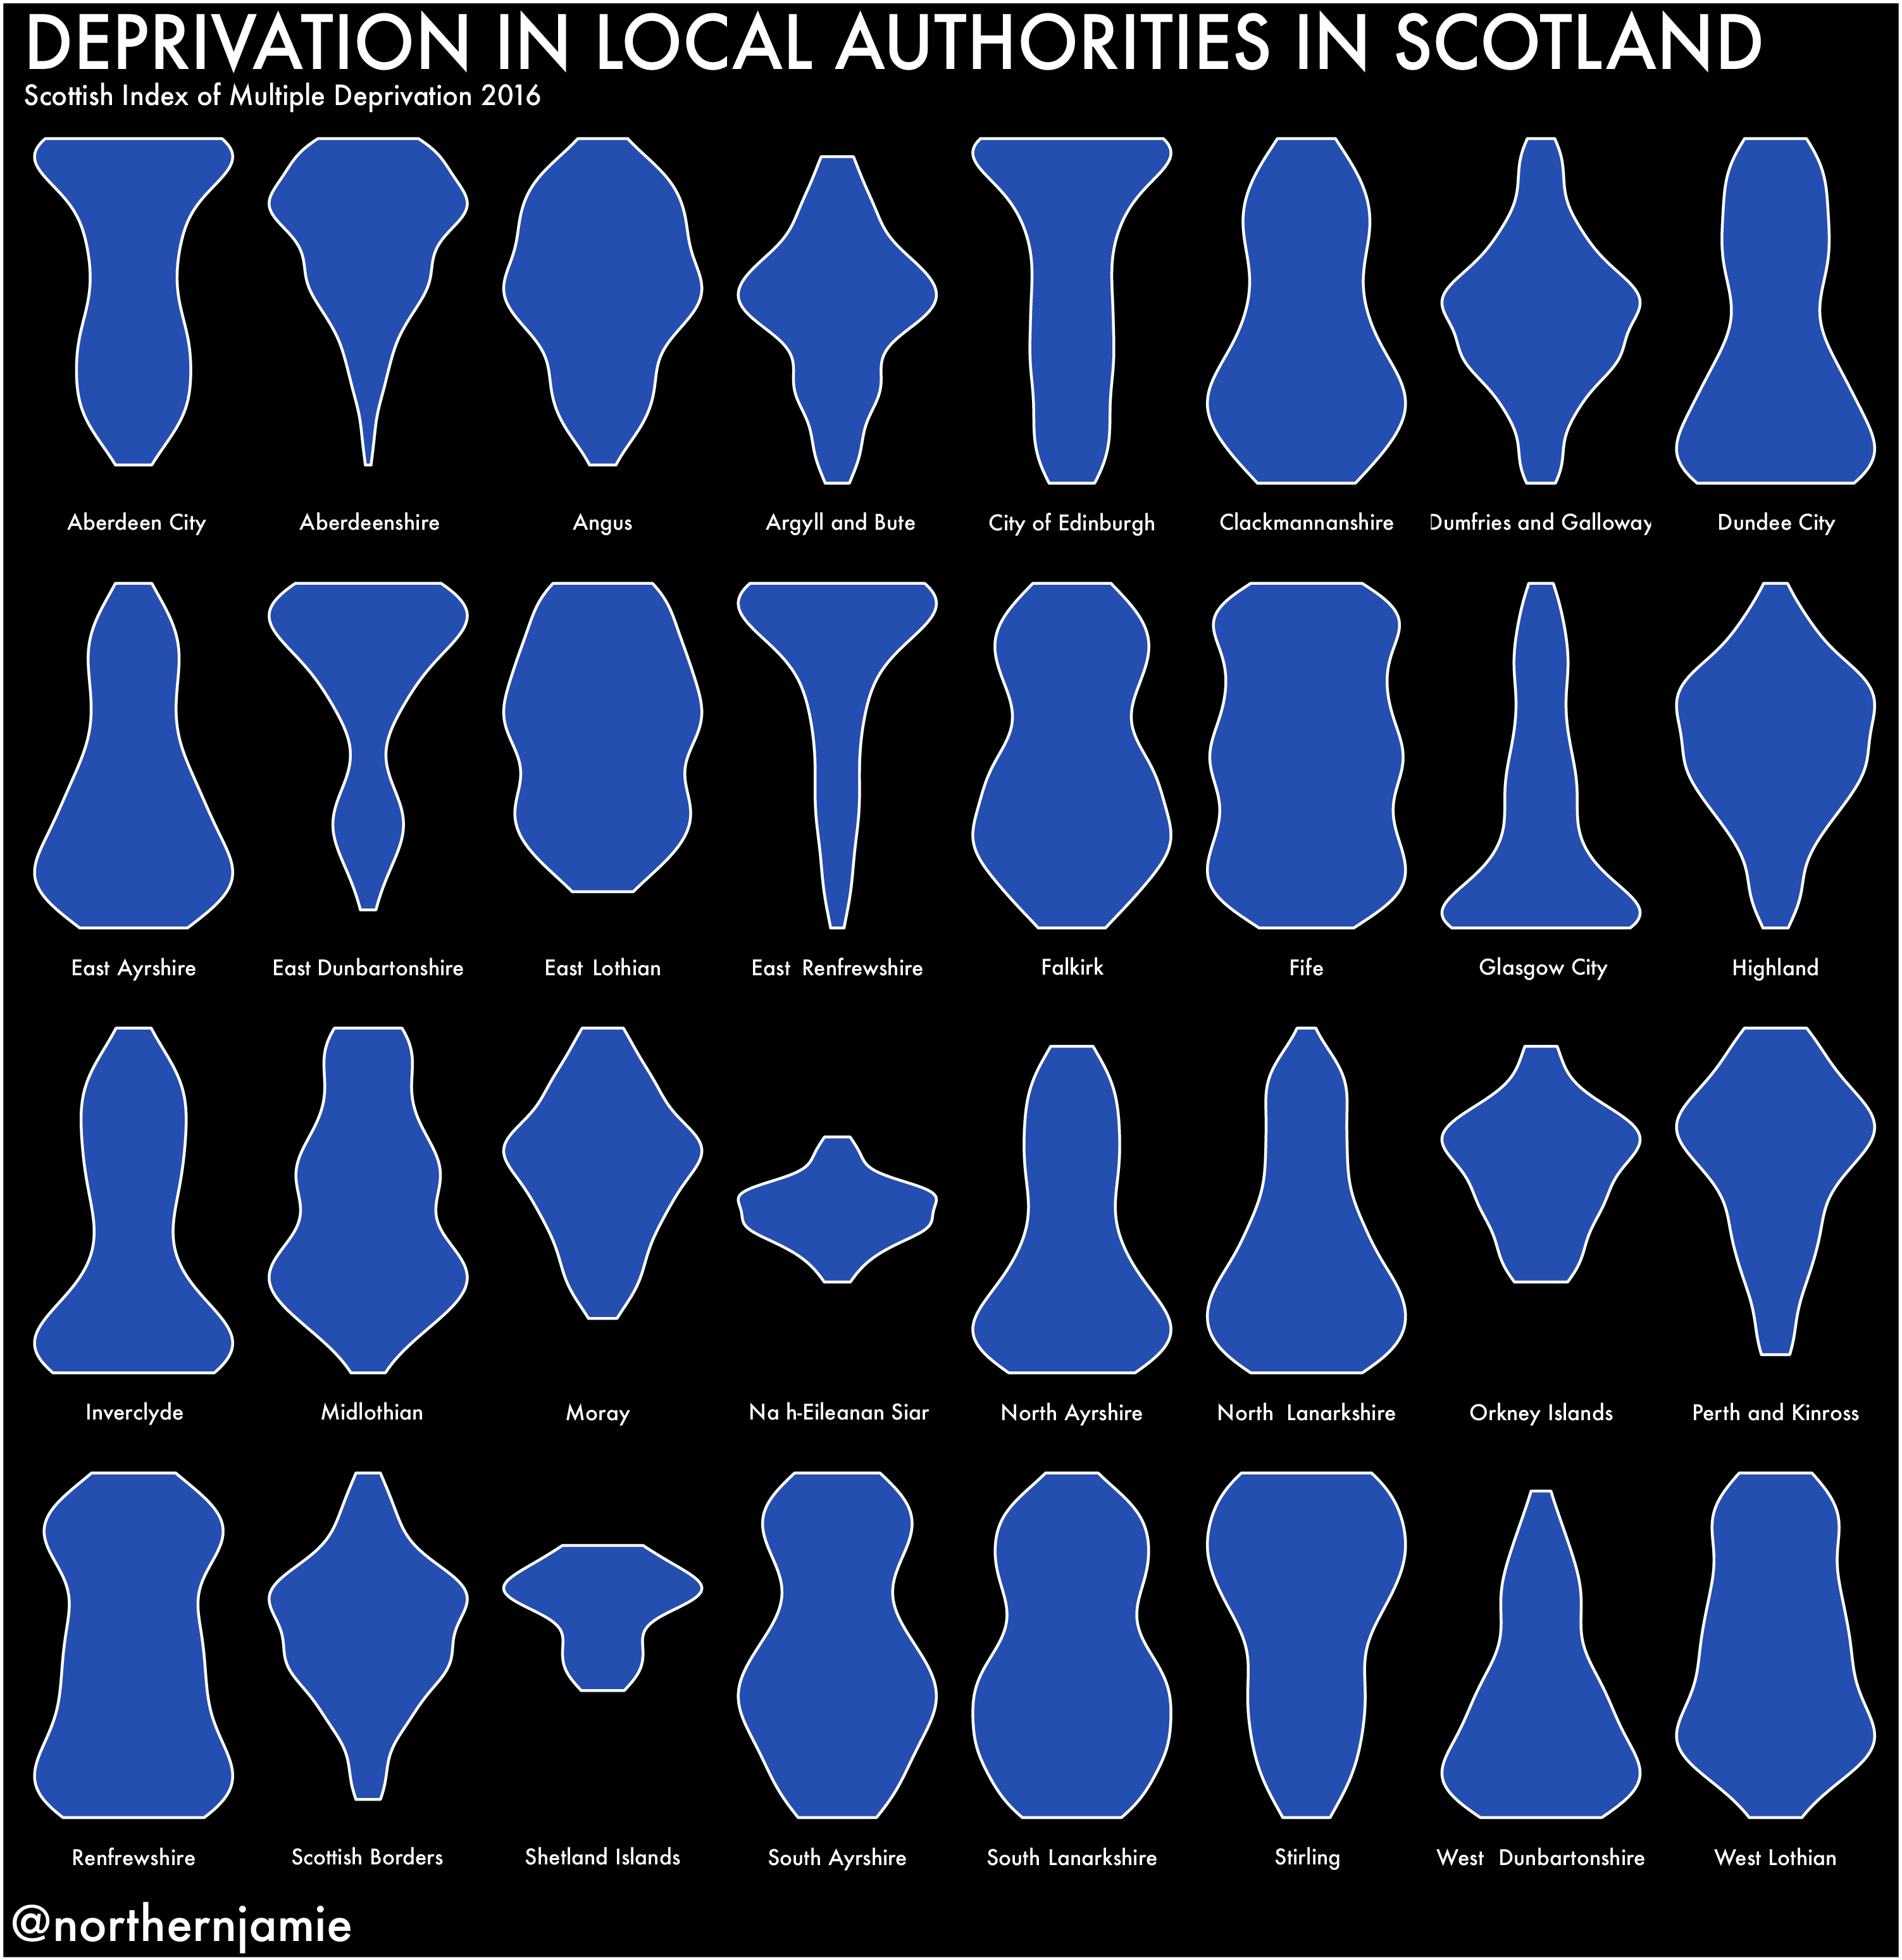 DEPRIVATION IN LOCAL AUTHORITIES IN SCOTLAND
Scottish Index of Multiple Deprivation 2016
Aberdeen City
Aberdeenshire
Angus
Argyll and Bute
City of Edinburgh
Clackmannanshire
Dumfries and Galloway
Dundee City
East Ayrshire
East Dunbartonshire
East Lothian
East Renfrewshire
Falkirk
Fife
Glasgow City
Highland
Inverclyde
Midlothian
Moray
Na h-Eileanan Siar
North Ayrshire
North Lanarkshire
Orkney Islands
Perth and Kinross
Renfrewshire
Scottish Borders
Shetland Islands
South Ayrshire
South Lanarkshire
Stirling
West Dunbartonshire
West Lothian
@northernjamie